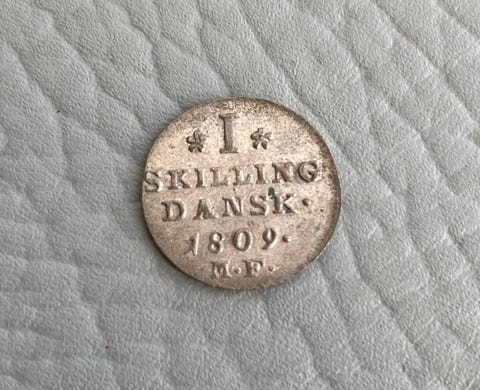 * I *
SKILLING
DANSK·
1809·
M·F·